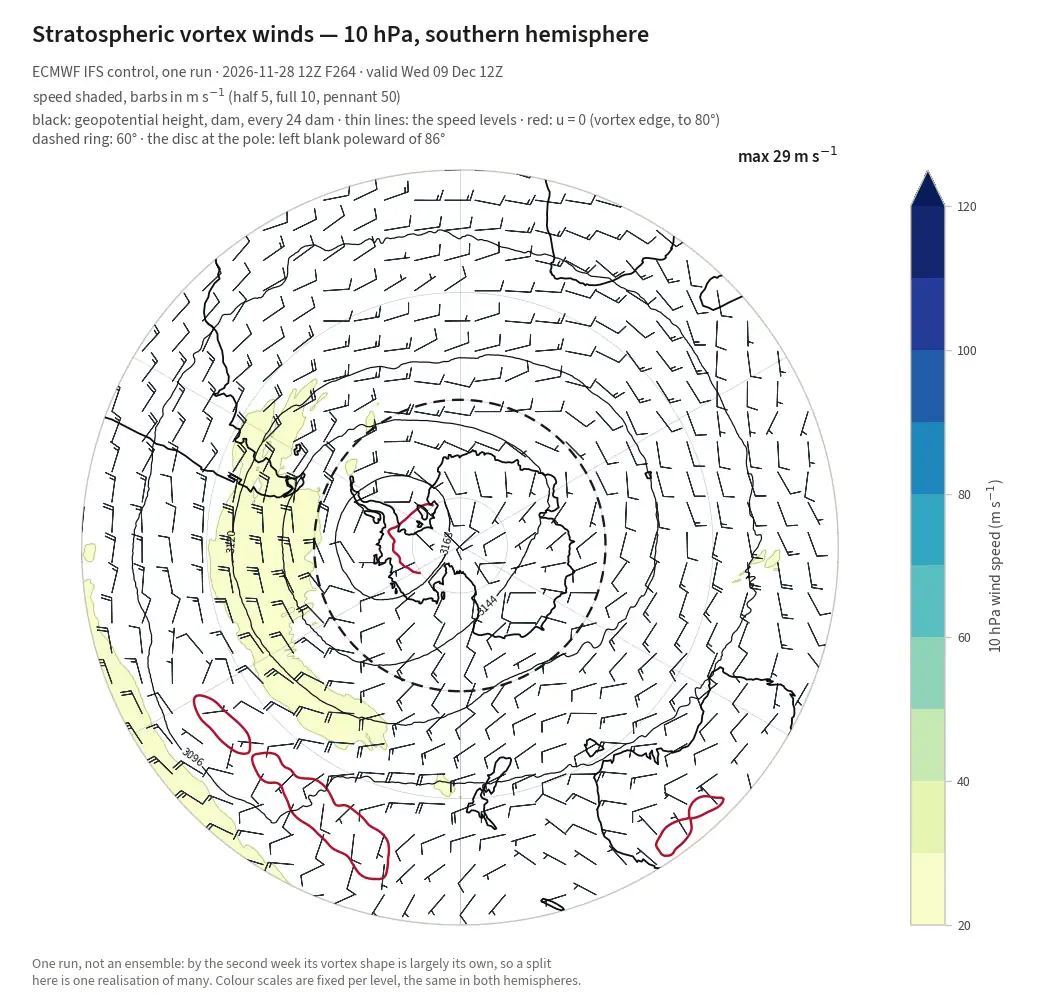 Stratospheric vortex winds — 10 hPa, southern hemisphere
ECMWF IFS control, one run · 2026-11-28 12Z F264 · valid Wed 09 Dec 12Z
speed shaded, barbs in m s⁻¹ (half 5, full 10, pennant 50)
black: geopotential height, dam, every 24 dam · thin lines: the speed levels · red: u = 0 (vortex edge, to 80°)
dashed ring: 60° · the disc at the pole: left blank poleward of 86°
max 29 m s⁻¹
120
100
80
60
40
20
10 hPa wind speed (m s⁻¹)
3120
3168
3144
3096
One run, not an ensemble: by the second week its vortex shape is largely its own, so a split
here is one realisation of many. Colour scales are fixed per level, the same in both hemispheres.